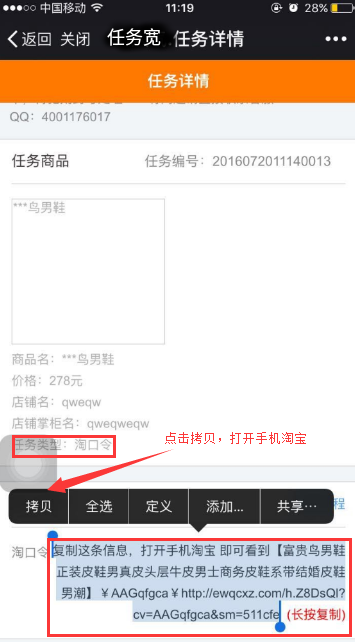 中国移动 11:19 28%
返回 关闭 任务宽 任务详情
任务详情
QQ：4001176017
任务商品 任务编号：2016072011140013
***鸟男鞋
商品名：***鸟男鞋
价格：278元
店铺名：qweqw
店铺掌柜名：qweqweqw
任务类型：淘口令
点击拷贝，打开手机淘宝
拷贝 全选 定义 添加... 共享...
程
淘口令 复制这条信息，打开手机淘宝 即可看到【富贵鸟男鞋
正装皮鞋男真皮头层牛皮男士商务皮鞋系带结婚皮鞋
男潮】￥AAGqfgca￥http://ewqcxz.com/h.Z8DsQI?
cv=AAGqfgca&sm=511cfe (长按复制)